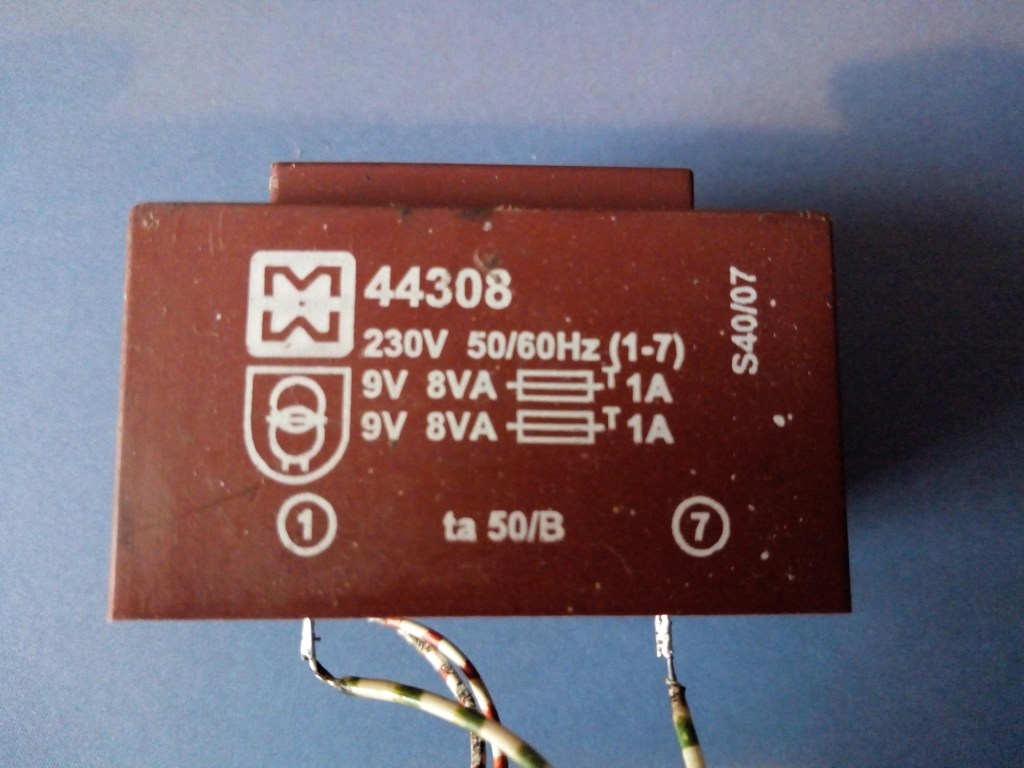 44308
230V 50/60Hz (1-7)
9V 8VA T 1A
9V 8VA T 1A
S40/07
1
ta 50/B
7